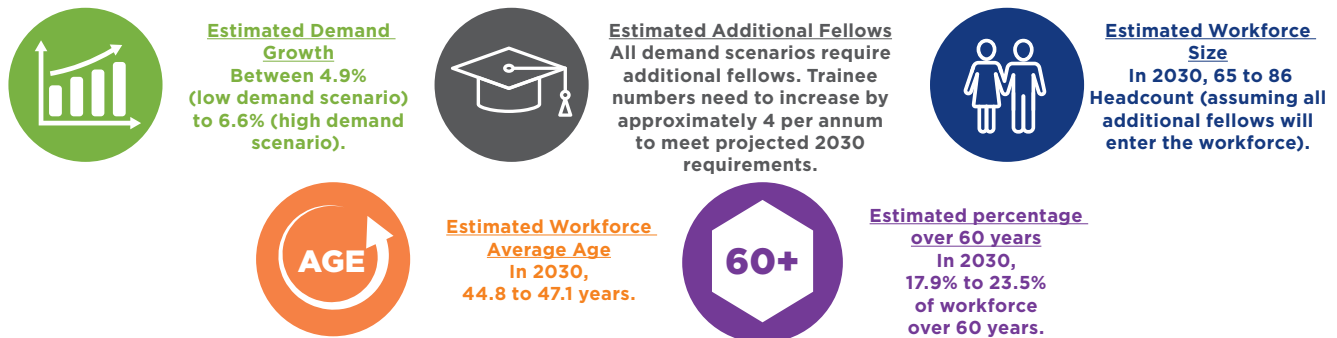 Estimated Demand
Growth
Between 4.9%
(low demand scenario)
to 6.6% (high demand
scenario).
Estimated Additional Fellows
All demand scenarios require
additional fellows. Trainee
numbers need to increase by
approximately 4 per annum
to meet projected 2030
requirements.
Estimated Workforce
Size
In 2030, 65 to 86
Headcount (assuming all
additional fellows will
enter the workforce).
AGE
Estimated Workforce
Average Age
In 2030,
44.8 to 47.1 years.
60+
Estimated percentage
over 60 years
In 2030,
17.9% to 23.5%
of workforce
over 60 years.